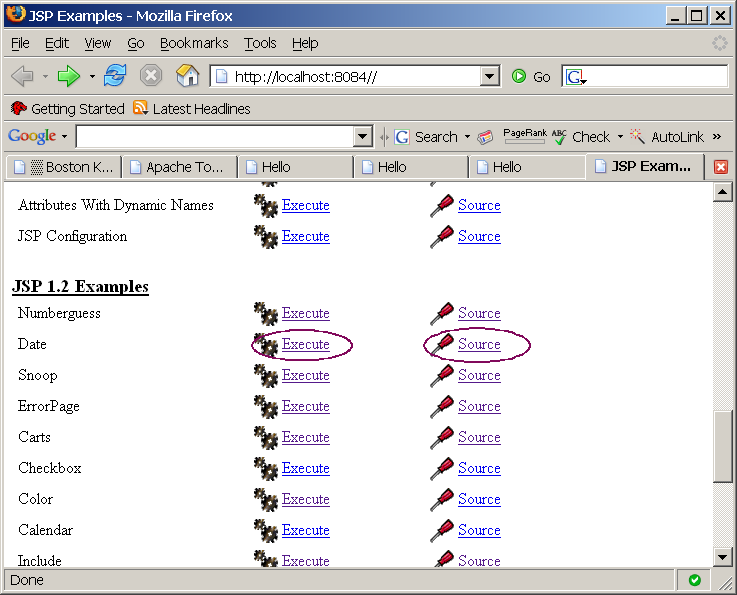 JSP Examples - Mozilla Firefox
File Edit View Go Bookmarks Tools Help
http://localhost:8084// Go G
Getting Started Latest Headlines
Google G Search PageRank ABC Check AutoLink »
Boston K... Apache To... Hello Hello Hello JSP Exam...
Attributes With Dynamic Names Execute Source
JSP Configuration Execute Source
JSP 1.2 Examples
Numberguess Execute Source
Date Execute Source
Snoop Execute Source
ErrorPage Execute Source
Carts Execute Source
Checkbox Execute Source
Color Execute Source
Calendar Execute Source
Include Execute Source
Done